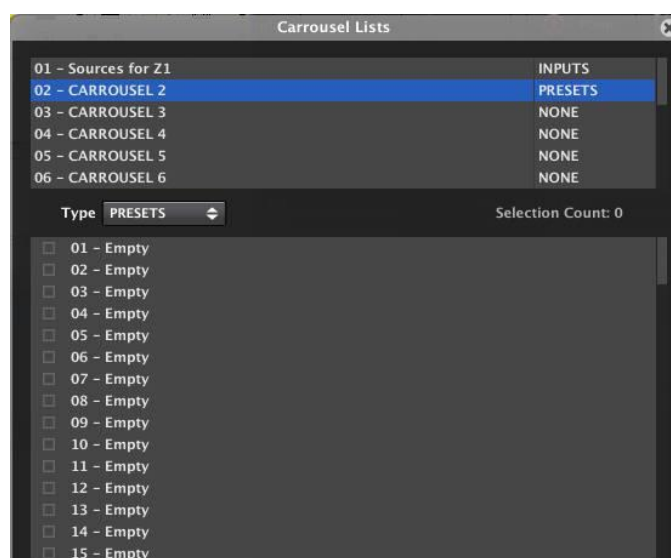 Carrousel Lists
01 – Sources for Z1 INPUTS
02 – CARROUSEL 2 PRESETS
03 – CARROUSEL 3 NONE
04 – CARROUSEL 4 NONE
05 – CARROUSEL 5 NONE
06 – CARROUSEL 6 NONE
Type PRESETS Selection Count: 0
01 – Empty
02 – Empty
03 – Empty
04 – Empty
05 – Empty
06 – Empty
07 – Empty
08 – Empty
09 – Empty
10 – Empty
11 – Empty
12 – Empty
13 – Empty
14 – Empty
15 – Empty